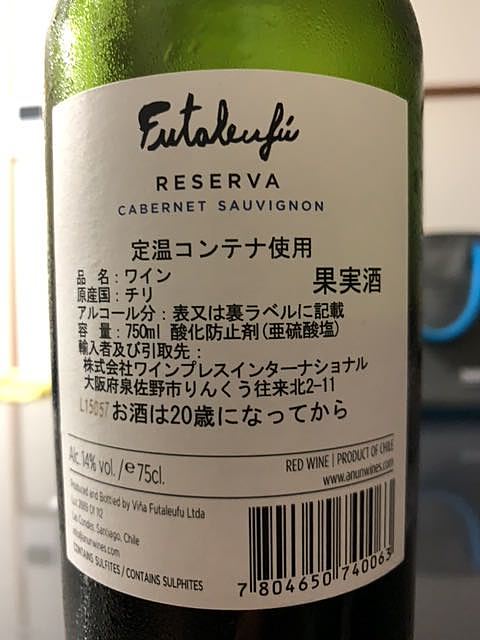 Futaleufú
RESERVA
CABERNET SAUVIGNON
定温コンテナ使用
品 名：ワイン
果実酒
原産国：チリ
アルコール分：表又は裏ラベルに記載
容 量：750ml 酸化防止剤(亜硫酸塩)
輸入者及び引取先：
株式会社ワインプレスインターナショナル
大阪府泉佐野市りんくう往来北2-11
L15057 お酒は20歳になってから
Alc. 14% vol. / e 75cl.
RED WINE | PRODUCT OF CHILE
www.anunwines.com
Produced and Bottled by Viña Futaleufu Ltda
Of 112
Las Condes, Santiago, Chile
anunwines.com
CONTAINS SULFITES / CONTAINS SULPHITES
7 804650 740063